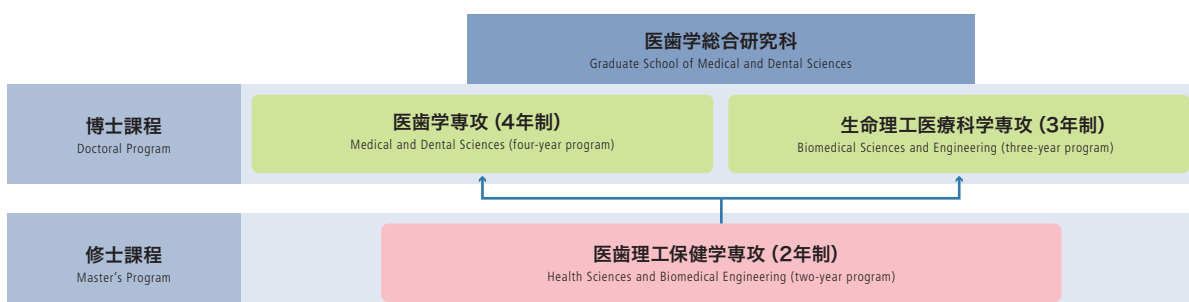 医歯学総合研究科
Graduate School of Medical and Dental Sciences
博士課程
Doctoral Program
医歯学専攻 (4年制)
Medical and Dental Sciences (four-year program)
生命理工医療科学専攻 (3年制)
Biomedical Sciences and Engineering (three-year program)
修士課程
Master's Program
医歯理工保健学専攻 (2年制)
Health Sciences and Biomedical Engineering (two-year program)